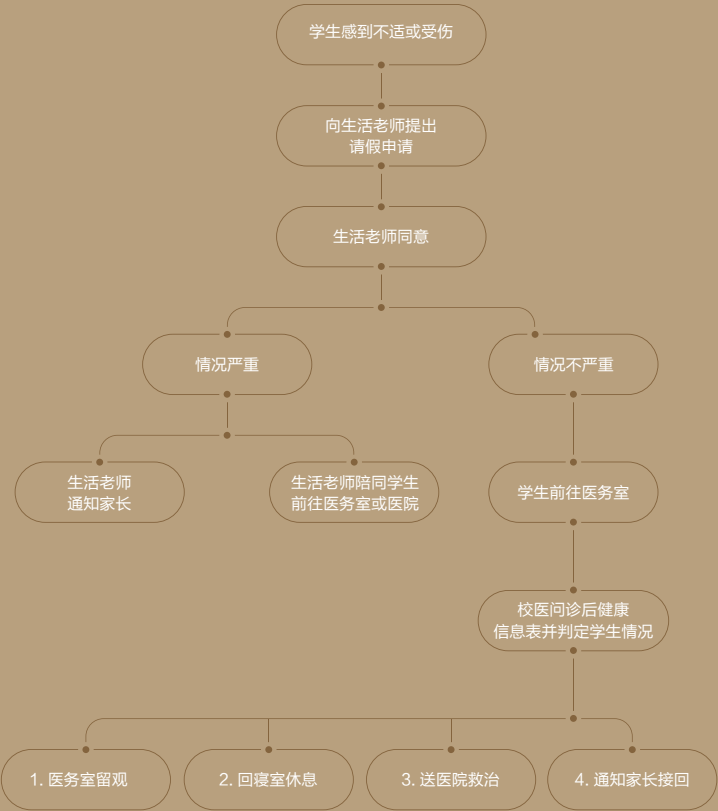 学生感到不适或受伤
向生活老师提出
请假申请
生活老师同意
情况严重
情况不严重
生活老师
通知家长
生活老师陪同学生
前往医务室或医院
学生前往医务室
校医问诊后健康
信息表并判定学生情况
1. 医务室留观
2. 回寝室休息
3. 送医院救治
4. 通知家长接回